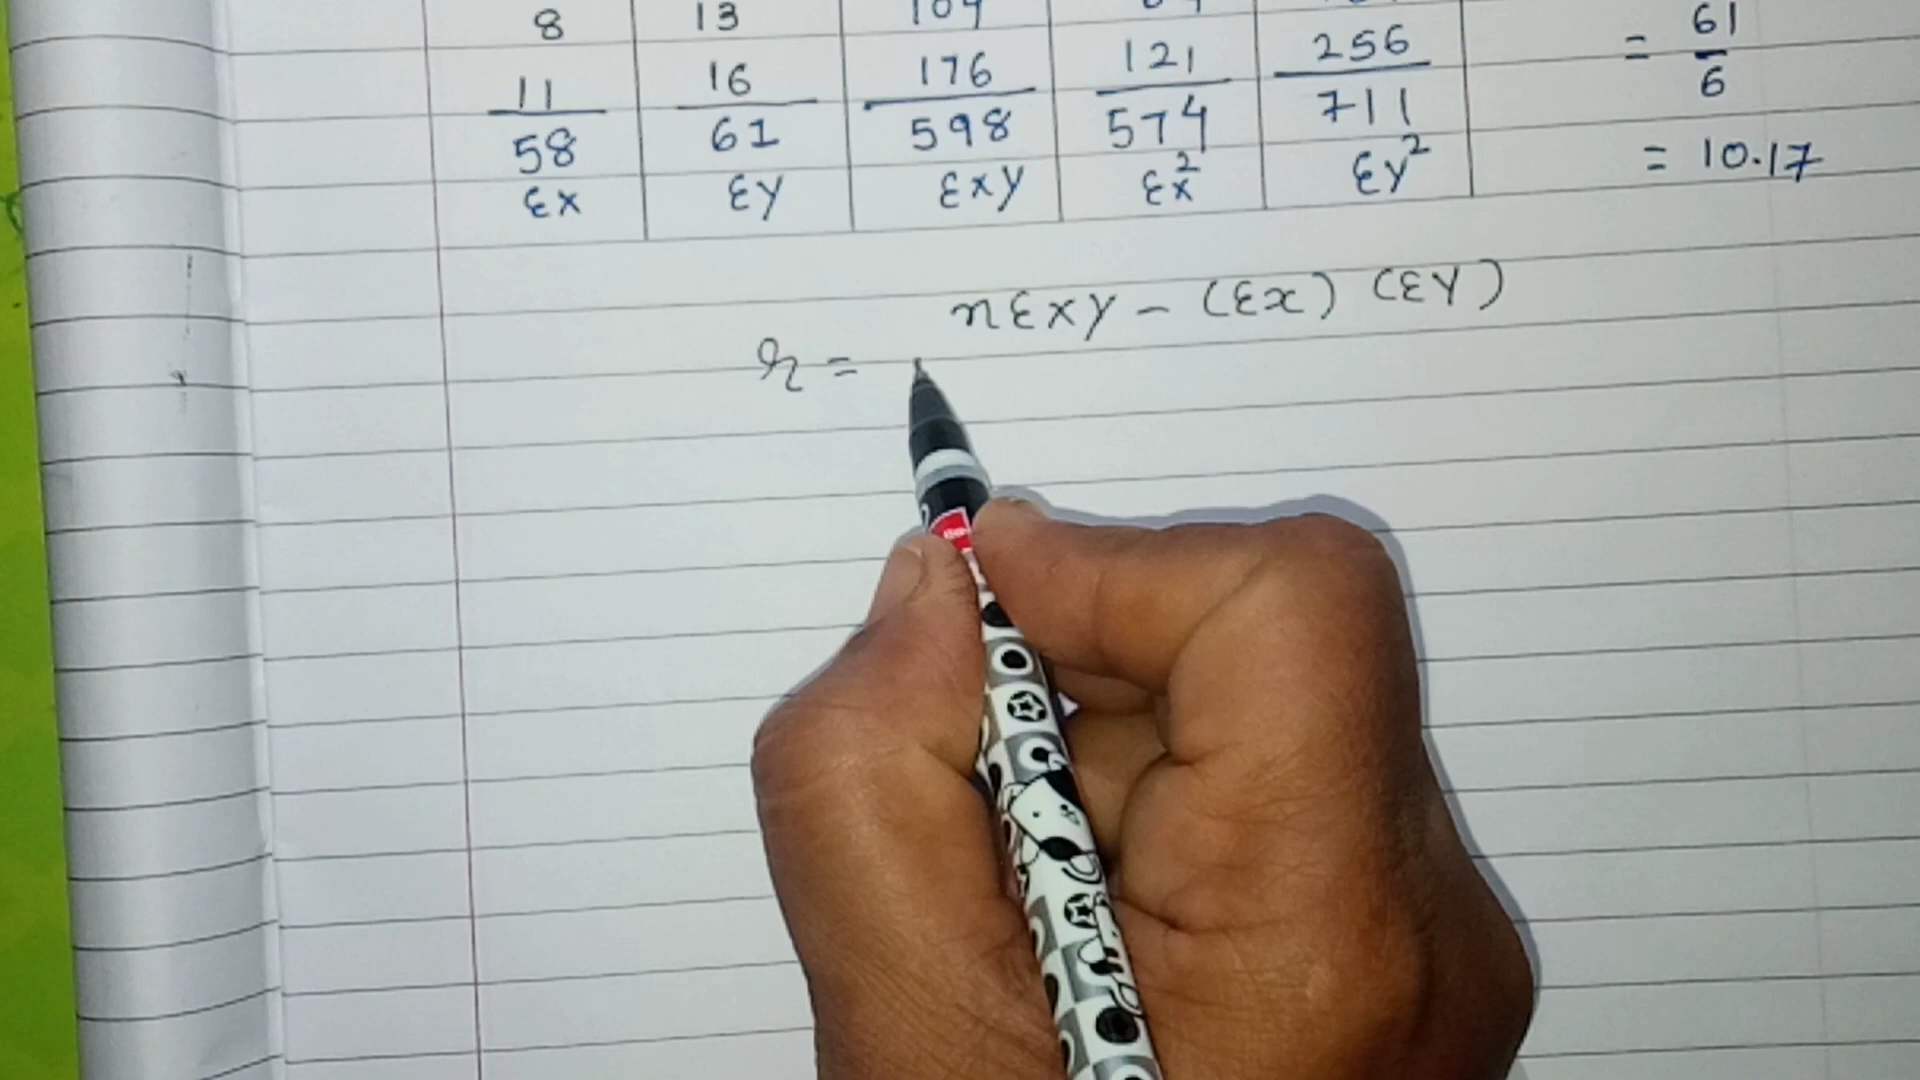 8 13 104
11 16 176 121 256 = 61
58 61 598 574 711 6
Σx Σy Σxy Σx² Σy² = 10.17
nΣxy - (Σx) (Σy)
r =